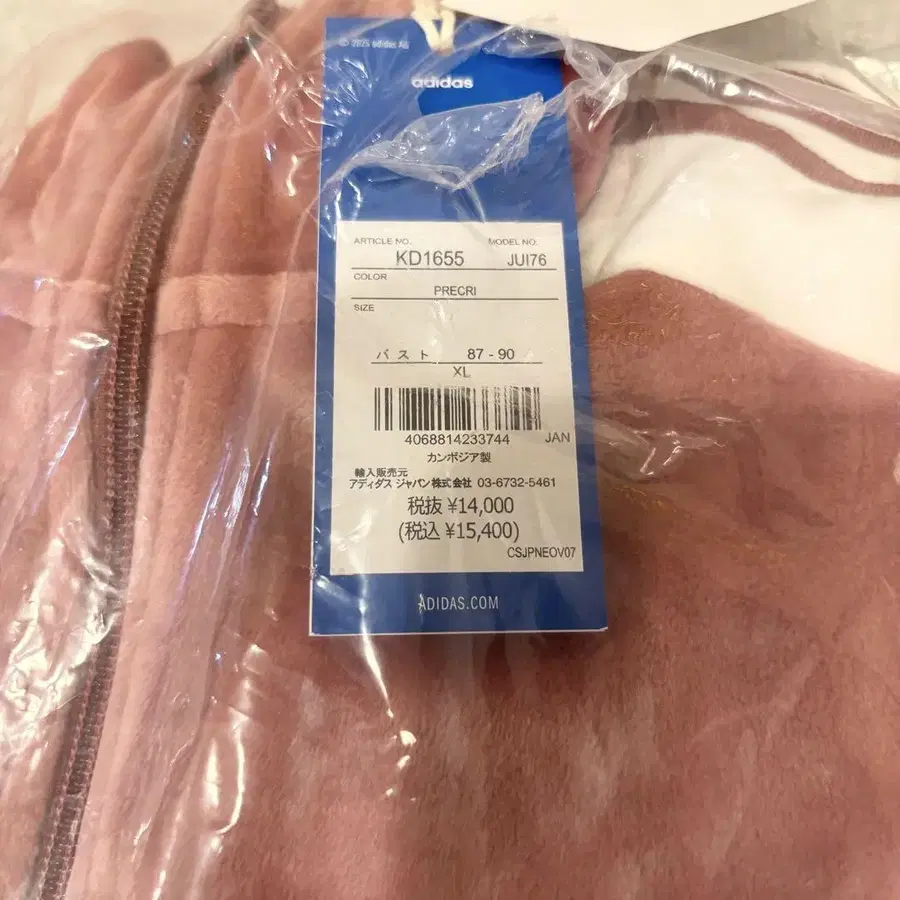 © 2025 adidas AG
adidas
ARTICLE NO. MODEL NO.
KD1655 JUI76
COLOR
PRECRI
SIZE
バスト 87 - 90
XL
4068814233744 JAN
カンボジア製
輸入販売元
アディダス ジャパン株式会社 03-6732-5461
税抜 ¥14,000
(税込 ¥15,400)
CSJPNEOV07
ADIDAS.COM